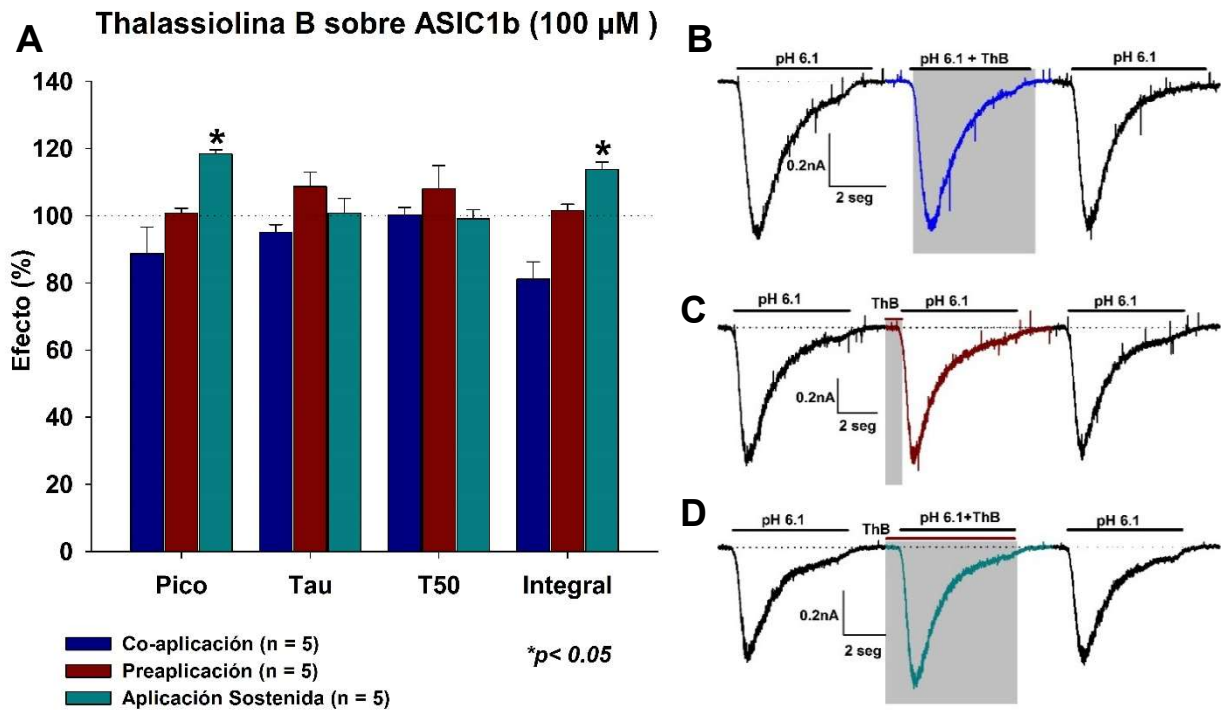 Thalassiolina B sobre ASIC1b (100 µM )
A
Efecto (%)
140
120
100
80
60
40
20
0
*
*
Pico
Tau
T50
Integral
Co-aplicación (n = 5)
Preaplicación (n = 5)
Aplicación Sostenida (n = 5)
*p< 0.05
B
pH 6.1
pH 6.1 + ThB
pH 6.1
0.2nA
2 seg
C
pH 6.1
ThB
pH 6.1
pH 6.1
0.2nA
2 seg
D
pH 6.1
ThB
pH 6.1+ThB
pH 6.1
0.2nA
2 seg